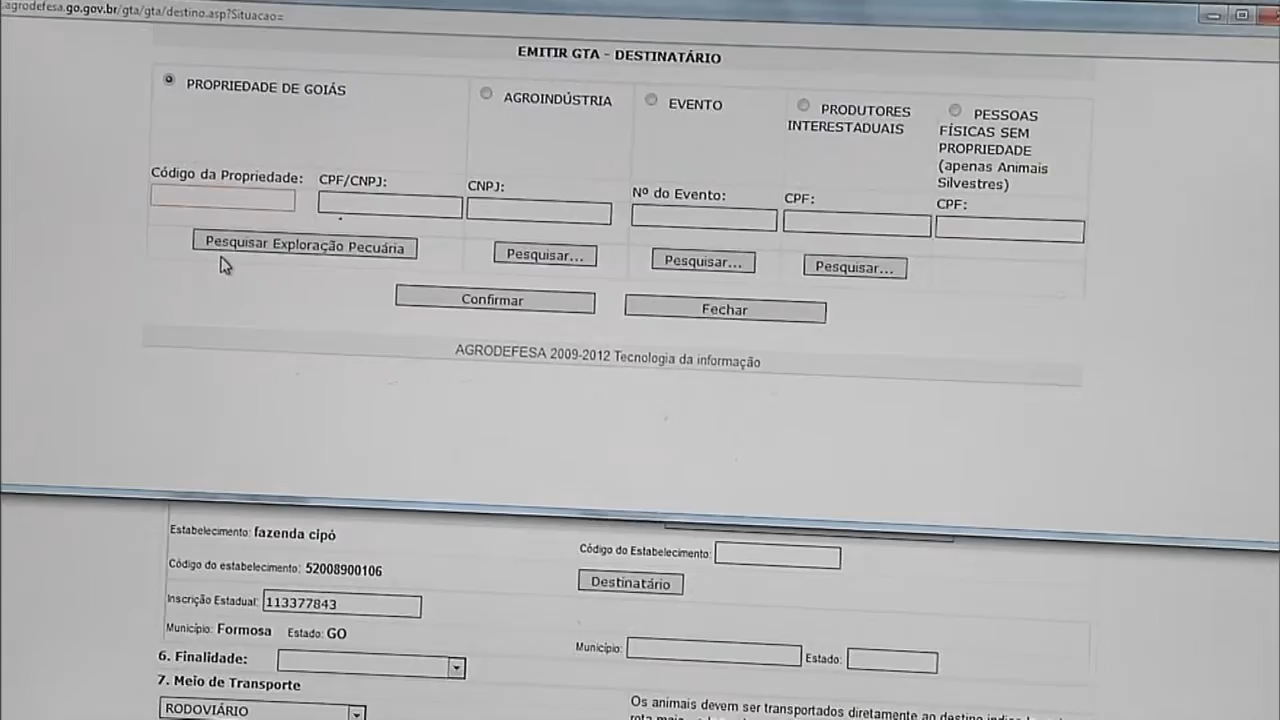 .agrodefesa.go.gov.br/gta/gta/destino.asp?Situacao=
EMITIR GTA - DESTINATÁRIO
PROPRIEDADE DE GOIÁS
AGROINDÚSTRIA
EVENTO
PRODUTORES
INTERESTADUAIS
PESSOAS
FÍSICAS SEM
PROPRIEDADE
(apenas Animais
Silvestres)
Código da Propriedade:
CPF/CNPJ:
CNPJ:
Nº do Evento:
CPF:
CPF:
Pesquisar Exploração Pecuária
Pesquisar...
Pesquisar...
Pesquisar...
Confirmar
Fechar
AGRODEFESA 2009-2012 Tecnologia da informação
Estabelecimento: fazenda cipó
Código do Estabelecimento:
Código do estabelecimento: 52008900106
Destinatário
Inscrição Estadual: 113377843
Município: Formosa Estado: GO
Município:
Estado:
6. Finalidade:
7. Meio de Transporte
RODOVIÁRIO
Os animais devem ser transportados diretamente ao destino